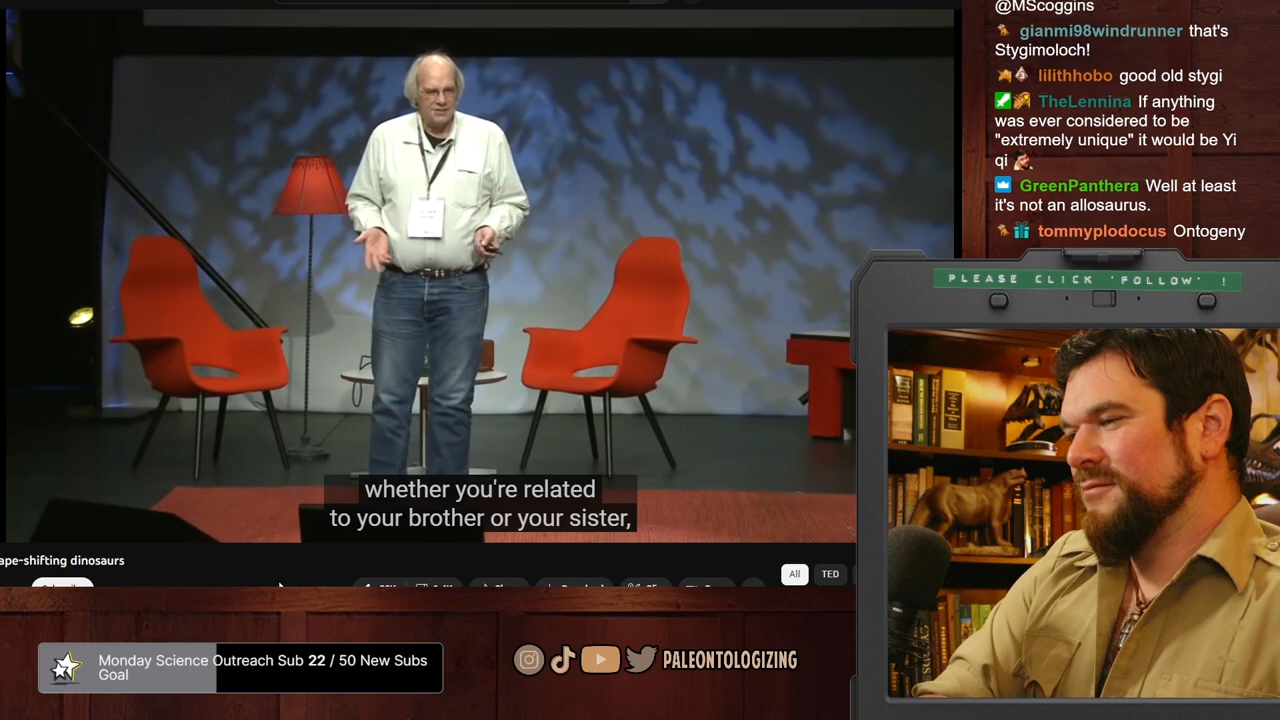 @MScoggins
gianmi98windrunner that's
Stygimoloch!
lilithhobo good old stygi
TheLennina If anything
was ever considered to be
"extremely unique" it would be Yi
qi
GreenPanthera Well at least
it's not an allosaurus.
tommyplodocus Ontogeny
PLEASE CLICK 'FOLLOW' !
whether you're related
to your brother or your sister,
ape-shifting dinosaurs
All TED
Monday Science Outreach Sub 22 / 50 New Subs
Goal
PALEONTOLOGIZING